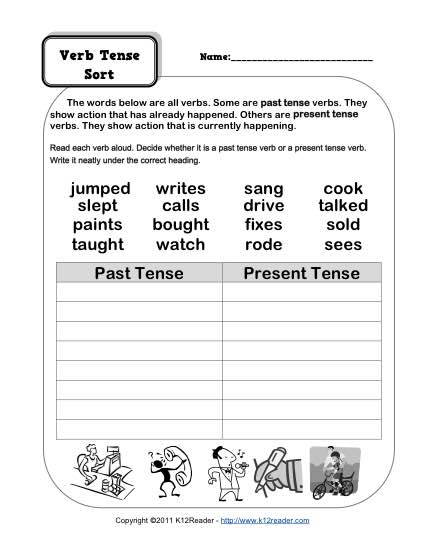 Verb Tense
Sort
Name:___________________________
The words below are all verbs. Some are past tense verbs. They
show action that has already happened. Others are present tense
verbs. They show action that is currently happening.
Read each verb aloud. Decide whether it is a past tense verb or a present tense verb.
Write it neatly under the correct heading.
jumped writes sang cook
slept calls drive talked
paints bought fixes sold
taught watch rode sees
Past Tense Present Tense
Copyright ©2011 K12Reader - http://www.k12reader.com